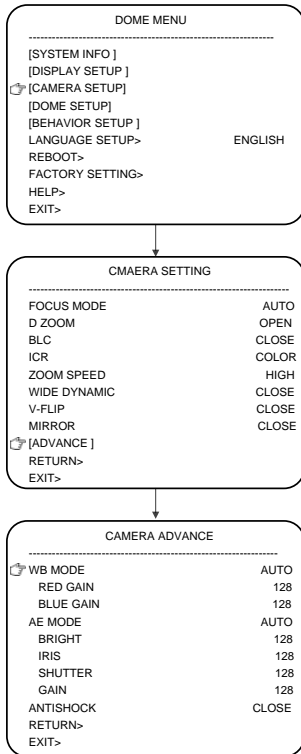 DOME MENU
[SYSTEM INFO ]
[DISPLAY SETUP ]
[CAMERA SETUP]
[DOME SETUP]
[BEHAVIOR SETUP ]
LANGUAGE SETUP> ENGLISH
REBOOT>
FACTORY SETTING>
HELP>
EXIT>
CMAERA SETTING
FOCUS MODE AUTO
D ZOOM OPEN
BLC CLOSE
ICR COLOR
ZOOM SPEED HIGH
WIDE DYNAMIC CLOSE
V-FLIP CLOSE
MIRROR CLOSE
[ADVANCE ]
RETURN>
EXIT>
CAMERA ADVANCE
WB MODE AUTO
RED GAIN 128
BLUE GAIN 128
AE MODE AUTO
BRIGHT 128
IRIS 128
SHUTTER 128
GAIN 128
ANTISHOCK CLOSE
RETURN>
EXIT>